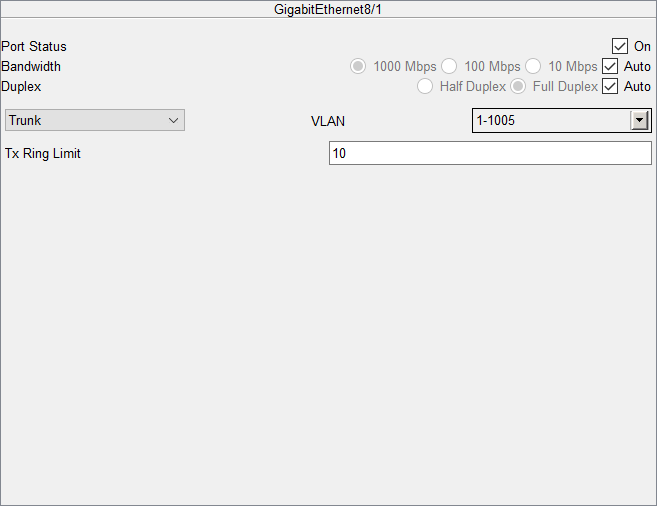 GigabitEthernet8/1
Port Status On
Bandwidth 1000 Mbps 100 Mbps 10 Mbps Auto
Duplex Half Duplex Full Duplex Auto
Trunk VLAN 1-1005
Tx Ring Limit 10